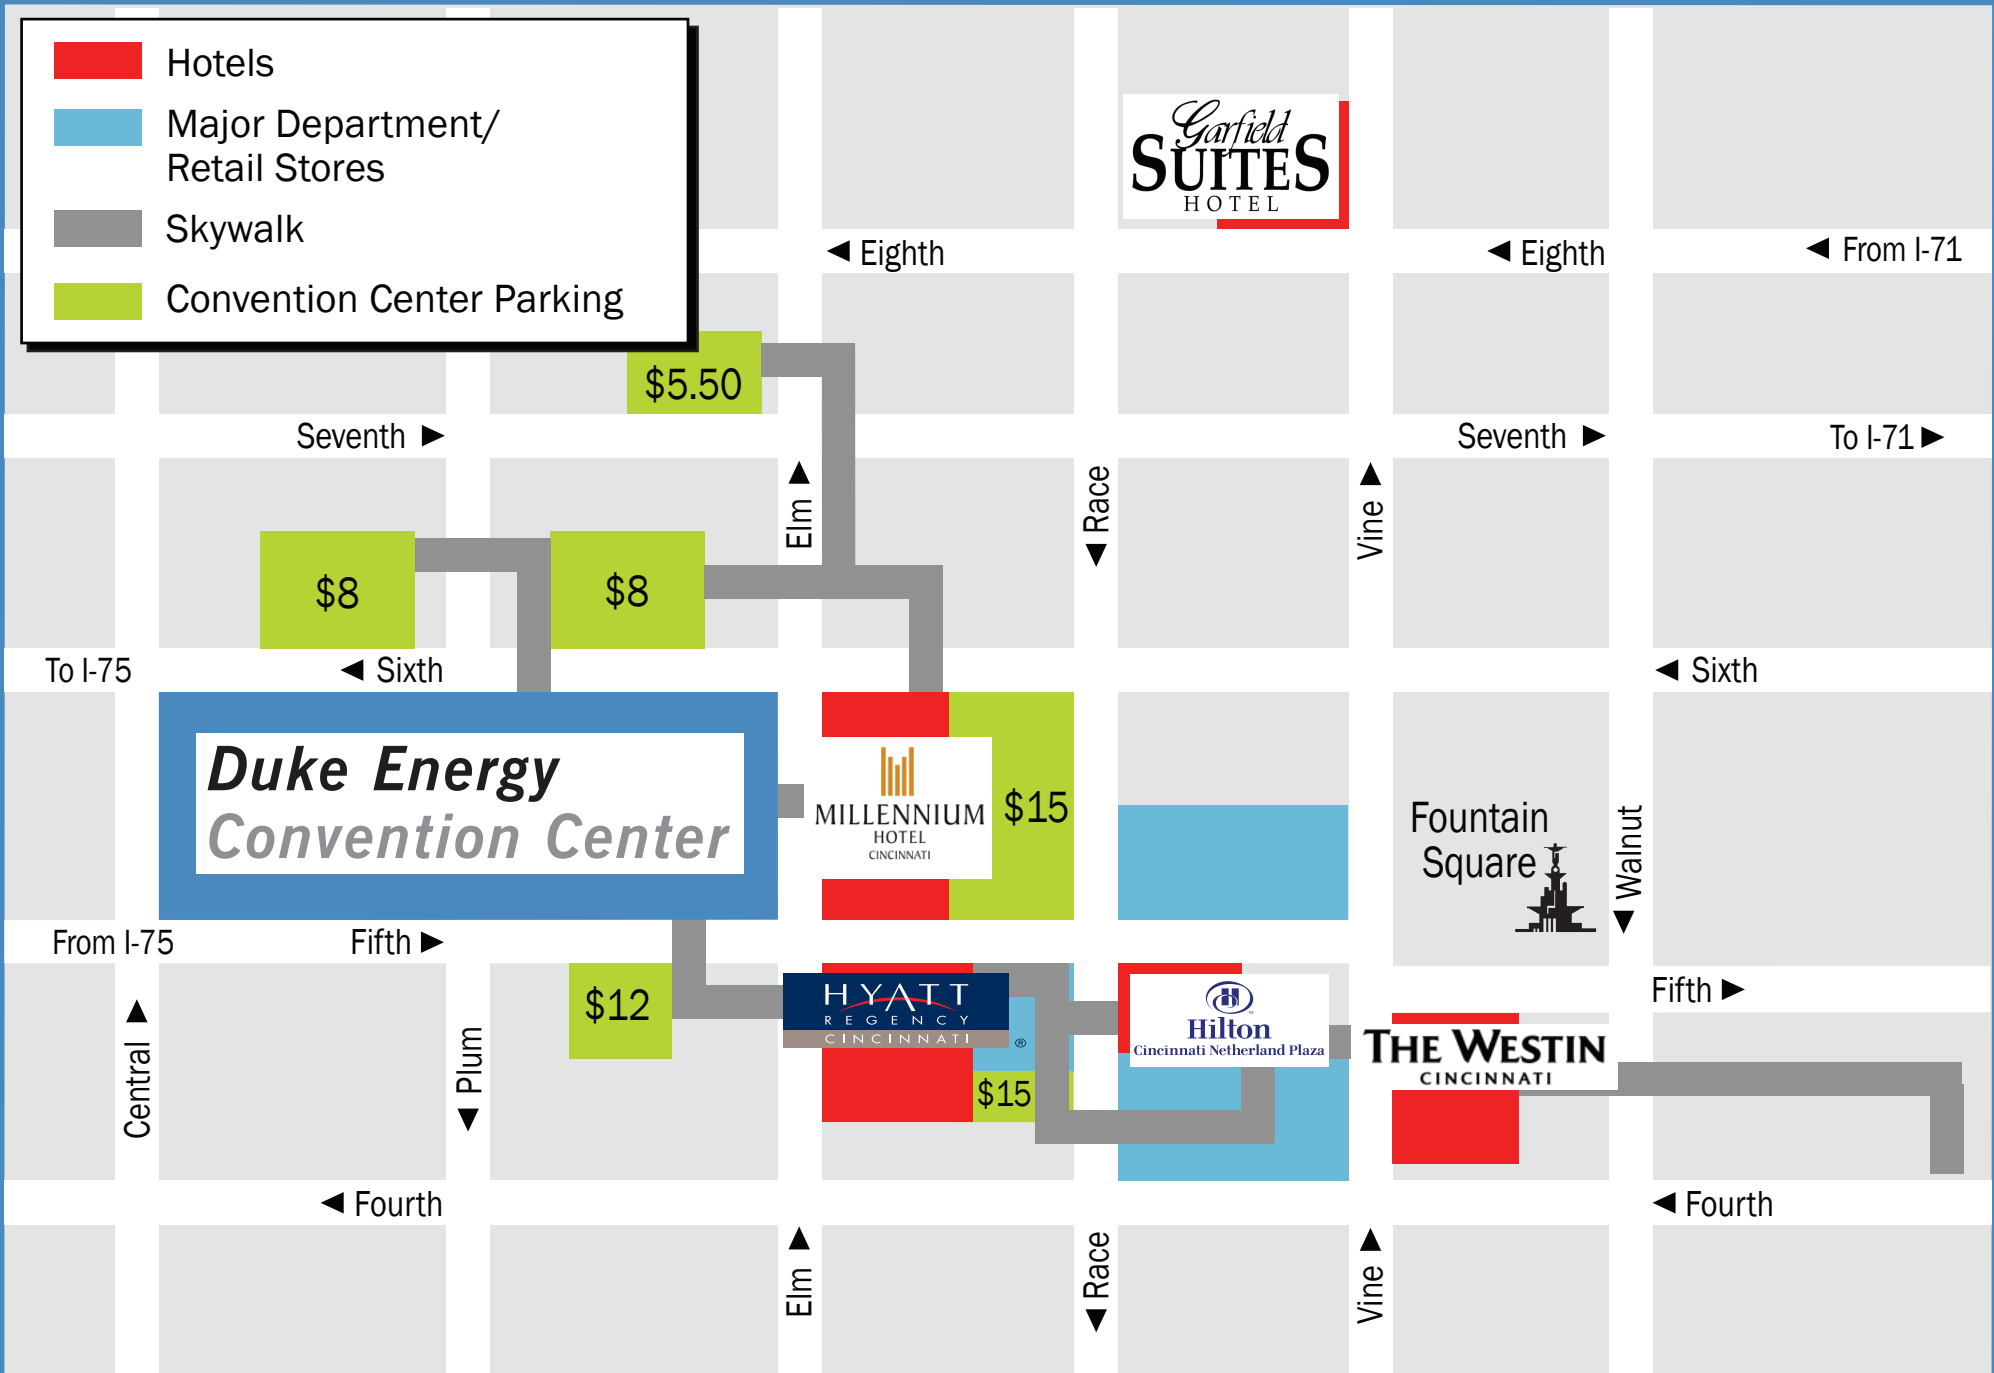 Hotels
Major Department/
Retail Stores
Skywalk
Convention Center Parking
Garfield
SUITES
HOTEL
Eighth
Eighth
From I-71
$5.50
Seventh
Seventh
To I-71
Elm
Race
Vine
$8
$8
To I-75
Sixth
Sixth
Duke Energy
Convention Center
MILLENNIUM
HOTEL
CINCINNATI
$15
Fountain
Square
Walnut
From I-75
Fifth
Fifth
$12
HYATT
REGENCY
CINCINNATI
®
$15
Hilton
Cincinnati Netherland Plaza
THE WESTIN
CINCINNATI
Central
Plum
Fourth
Fourth
Elm
Race
Vine